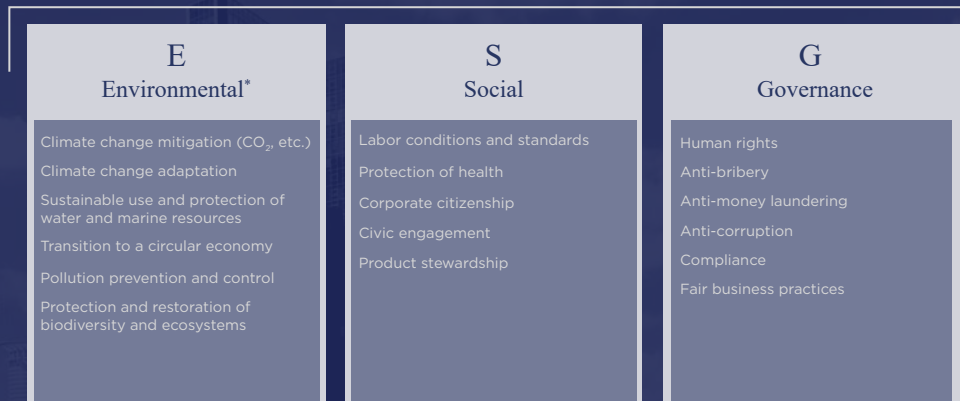 E
Environmental*
Climate change mitigation (CO₂, etc.)
Climate change adaptation
Sustainable use and protection of
water and marine resources
Transition to a circular economy
Pollution prevention and control
Protection and restoration of
biodiversity and ecosystems
S
Social
Labor conditions and standards
Protection of health
Corporate citizenship
Civic engagement
Product stewardship
G
Governance
Human rights
Anti-bribery
Anti-money laundering
Anti-corruption
Compliance
Fair business practices